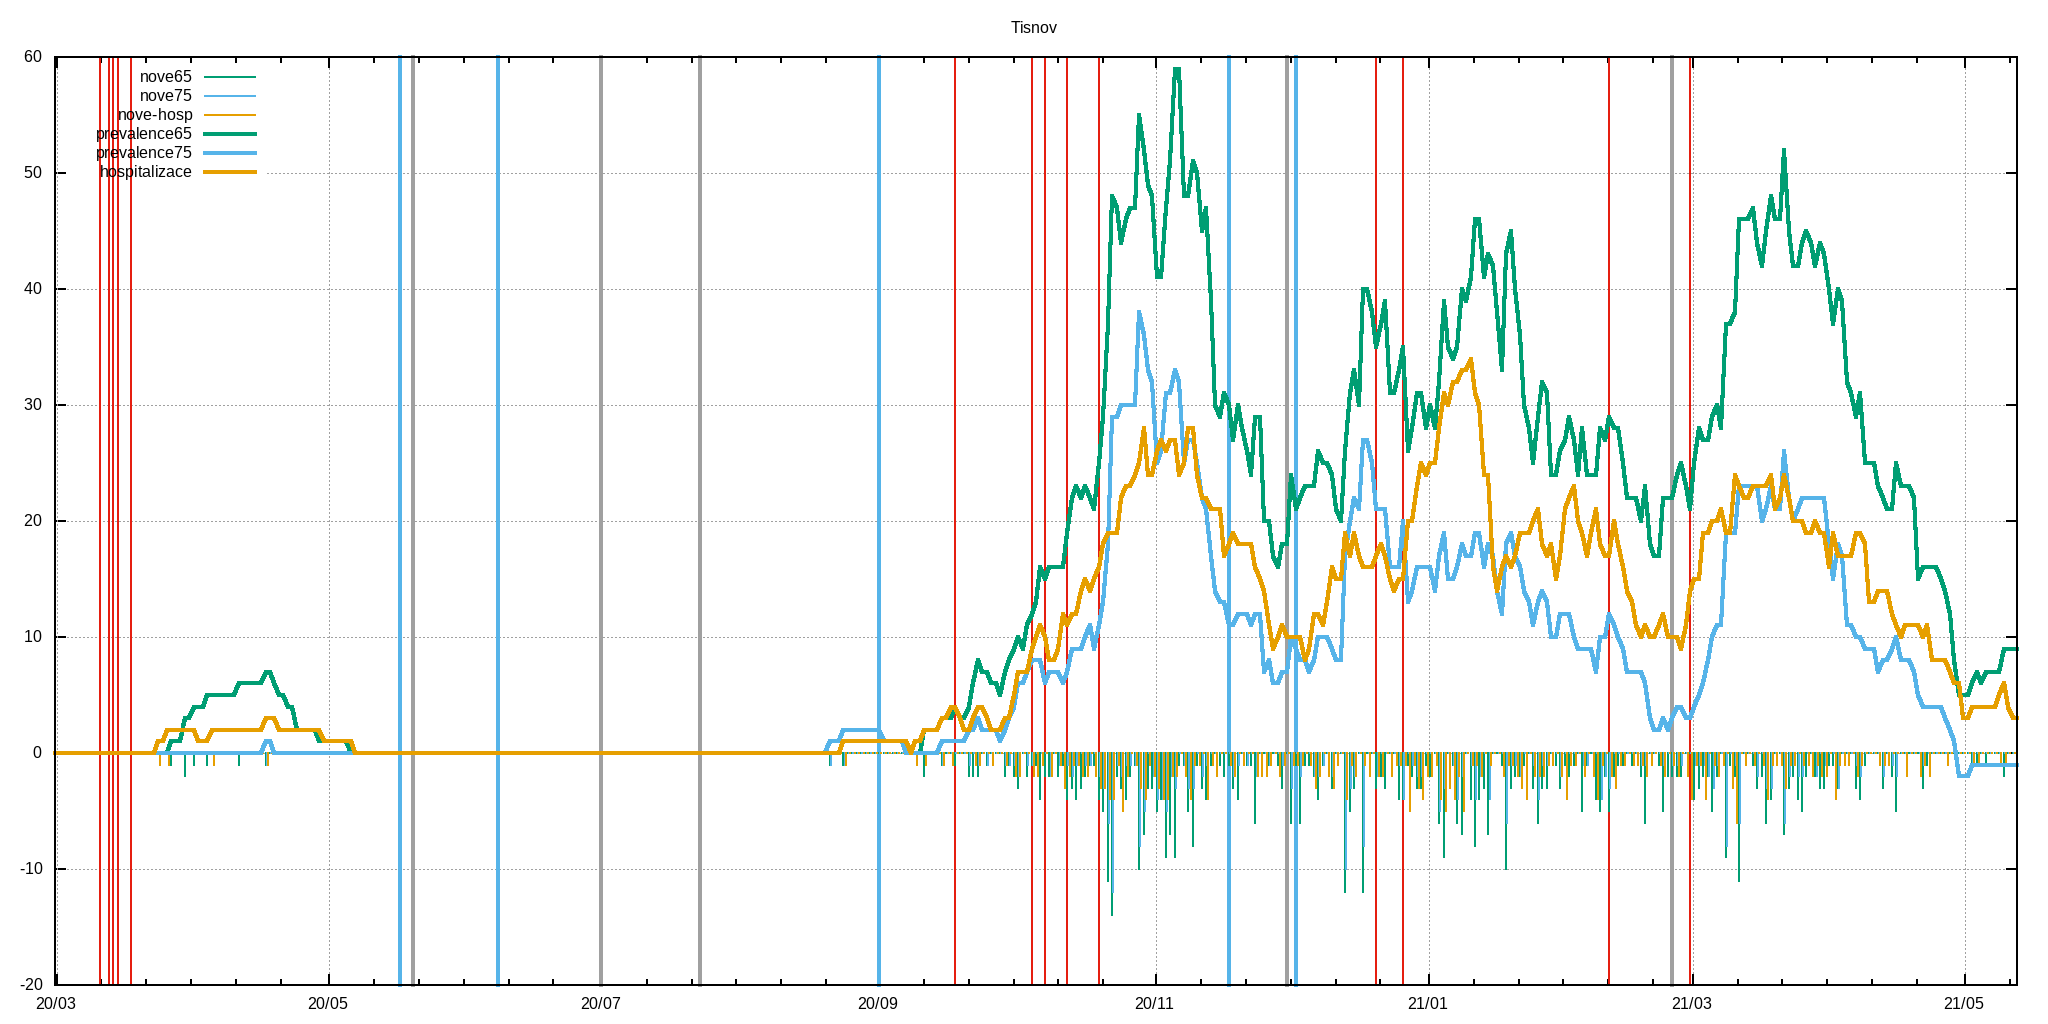 Tisnov
60
50
40
30
20
10
0
-10
-20
nove65
nove75
nove-hosp
prevalence65
prevalence75
hospitalizace
20/03 20/05 20/07 20/09 20/11 21/01 21/03 21/05